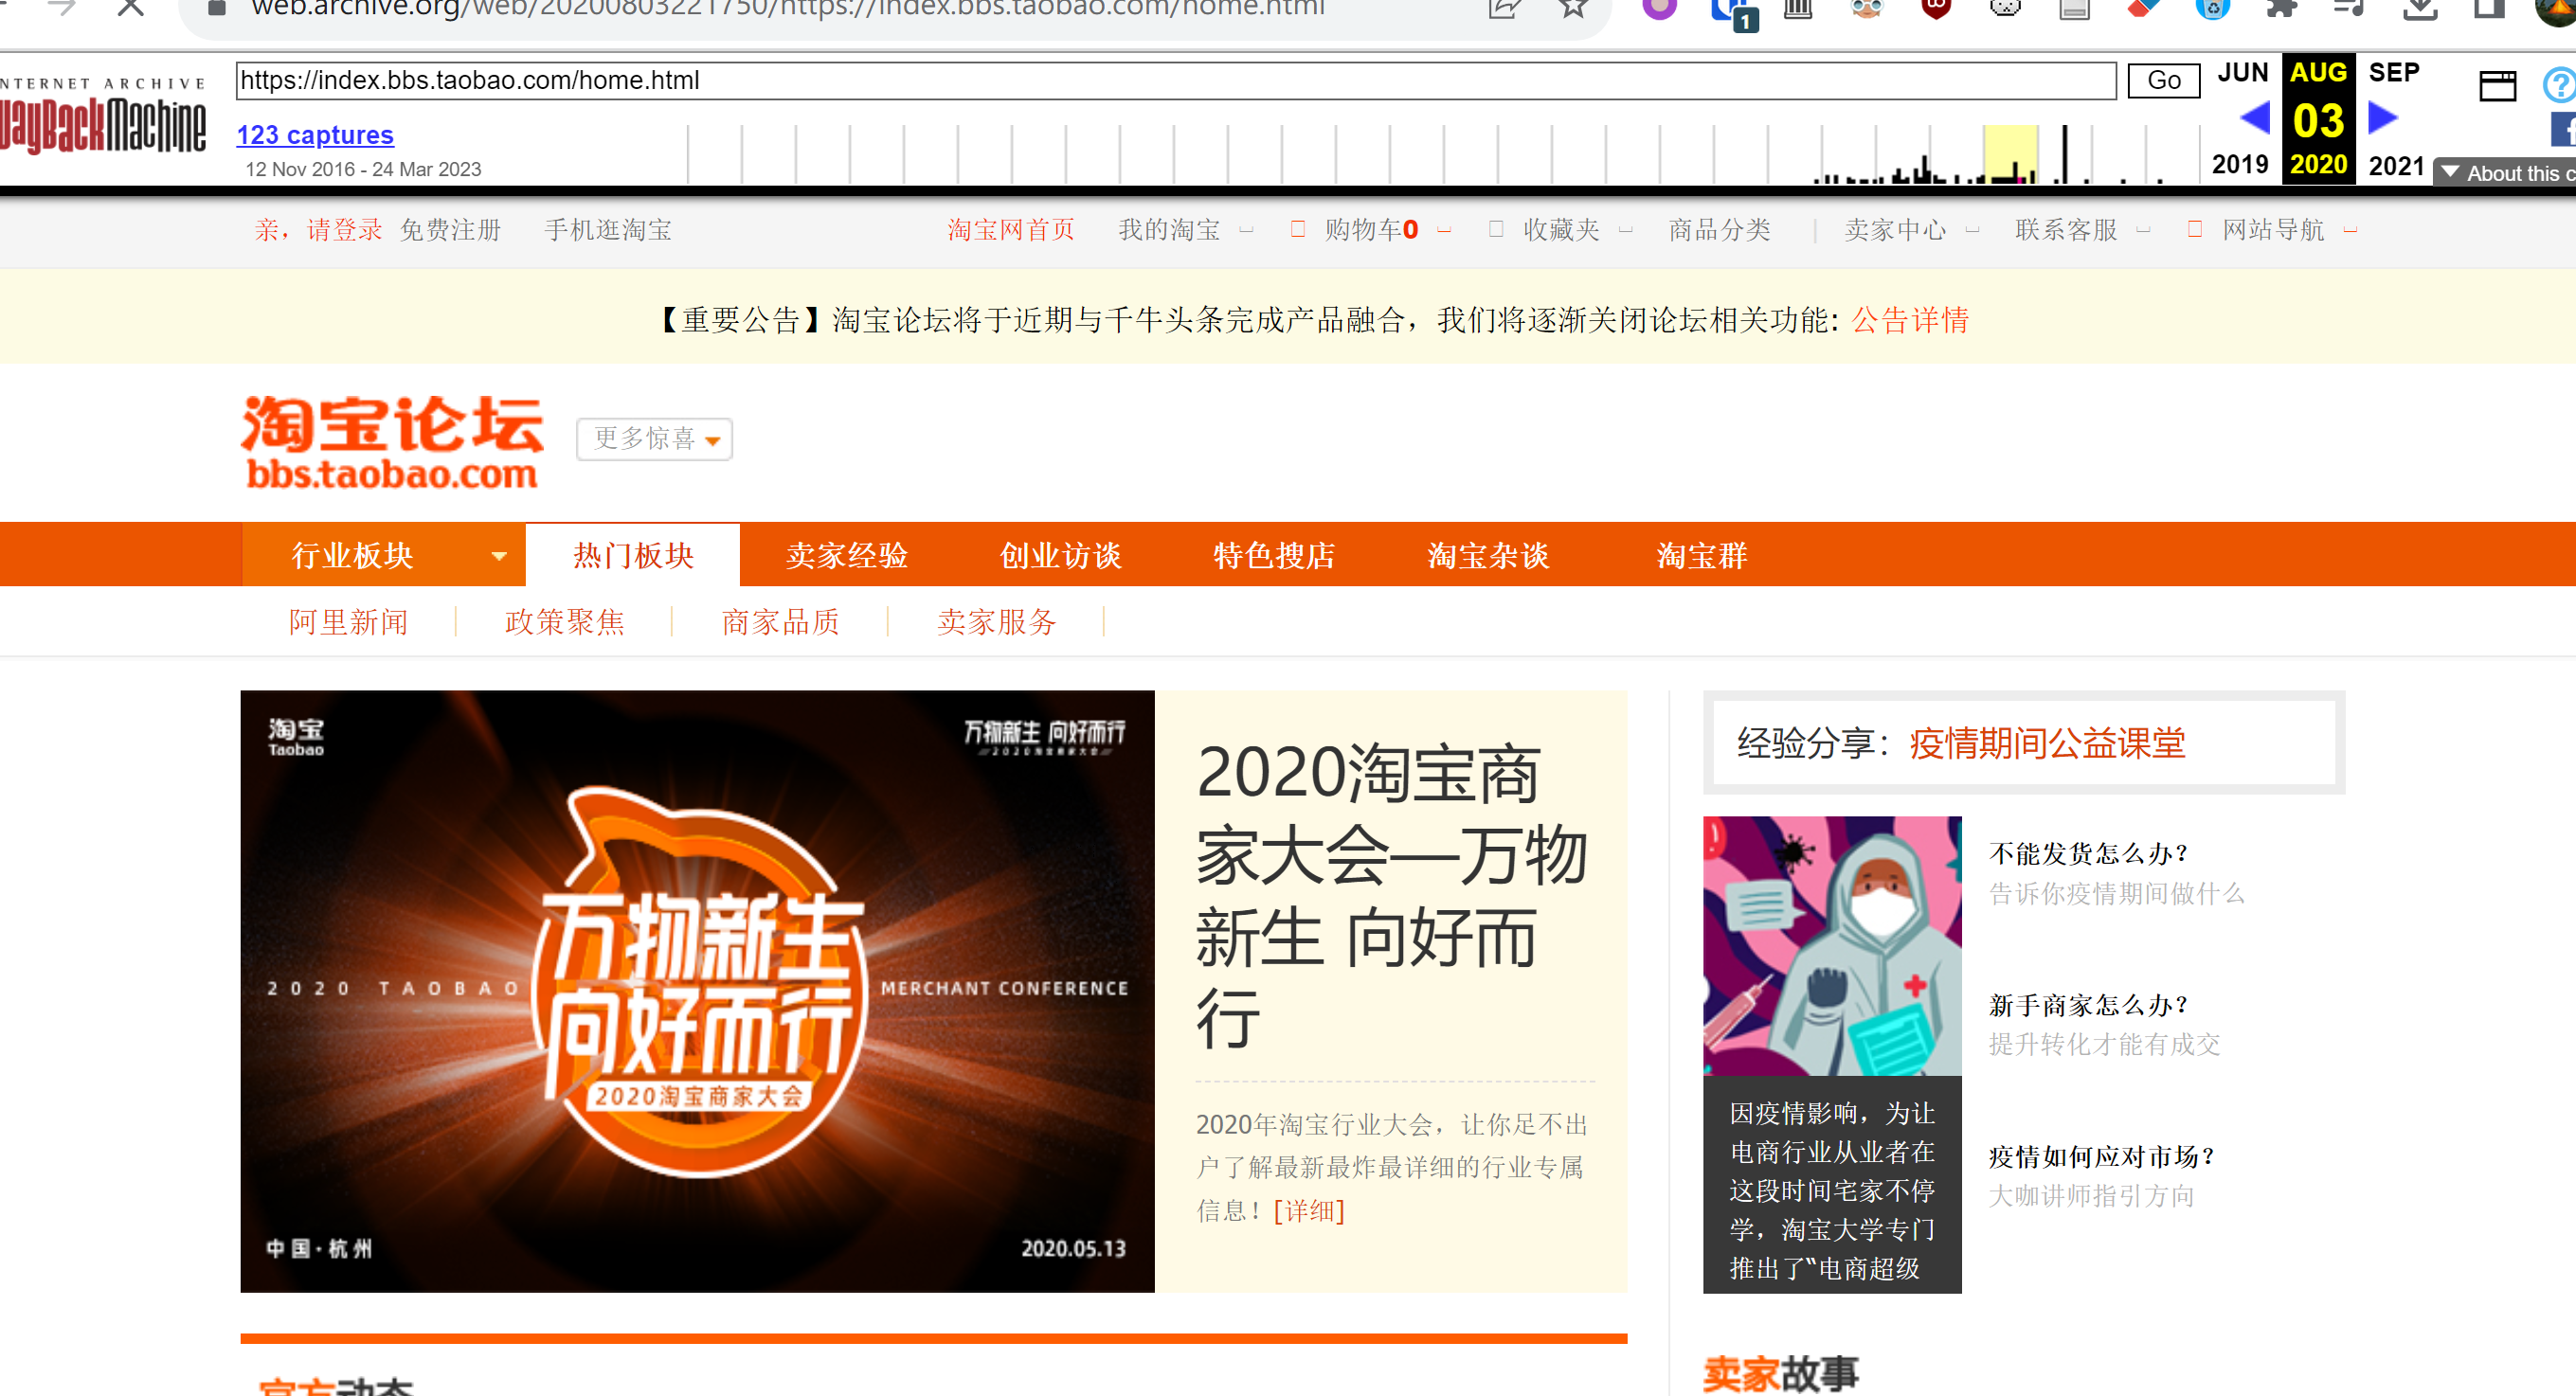 web.archive.org/web/20200803221750/https://index.bbs.taobao.com/home.html
1
INTERNET ARCHIVE
WayBackMachine
https://index.bbs.taobao.com/home.html
Go
JUN AUG SEP
123 captures
03
12 Nov 2016 - 24 Mar 2023
2019 2020 2021
About this c
亲，请登录 免费注册 手机逛淘宝 淘宝网首页 我的淘宝 购物车0 收藏夹 商品分类 卖家中心 联系客服 网站导航
【重要公告】淘宝论坛将于近期与千牛头条完成产品融合，我们将逐渐关闭论坛相关功能: 公告详情
淘宝论坛
bbs.taobao.com
更多惊喜
行业板块 热门板块 卖家经验 创业访谈 特色搜店 淘宝杂谈 淘宝群
阿里新闻 政策聚焦 商家品质 卖家服务
淘宝
Taobao
万物新生 向好而行
2020淘宝商家大会
万物新生
向好而行
2020 TAOBAO
MERCHANT CONFERENCE
2020淘宝商家大会
中国·杭州
2020.05.13
2020淘宝商
家大会—万物
新生 向好而
行
2020年淘宝行业大会，让你足不出
户了解最新最炸最详细的行业专属
信息！[详细]
经验分享：疫情期间公益课堂
因疫情影响，为让
电商行业从业者在
这段时间宅家不停
学，淘宝大学专门
推出了“电商超级
不能发货怎么办？
告诉你疫情期间做什么
新手商家怎么办？
提升转化才能有成交
疫情如何应对市场？
大咖讲师指引方向
官方动态
卖家故事